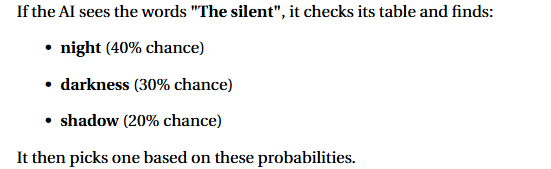 If the AI sees the words "The silent", it checks its table and finds:
• night (40% chance)
• darkness (30% chance)
• shadow (20% chance)
It then picks one based on these probabilities.